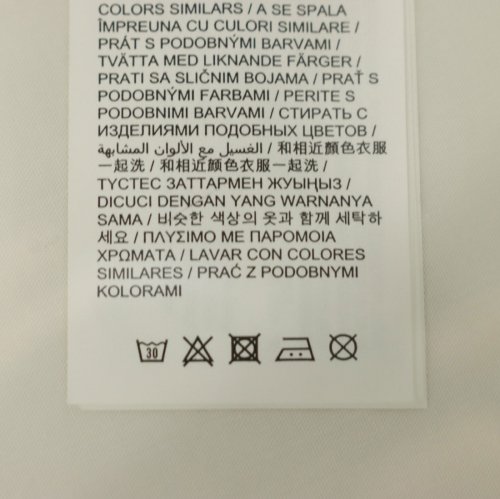 COLORS SIMILARS / A SE SPALA
ÎMPREUNA CU CULORI SIMILARE /
PRÁT S PODOBNÝMI BARVAMI /
TVÄTTA MED LIKNANDE FÄRGER /
PRATI SA SLIČNIM BOJAMA / PRAŤ S
PODOBNÝMI FARBAMI / PERITE S
PODOBNIMI BARVAMI / СТИРАТЬ С
ИЗДЕЛИЯМИ ПОДОБНЫХ ЦВЕТОВ /
الغسيل مع الألوان المشابهة / 和相近顏色衣服
一起洗 / 和相近颜色衣服一起洗 /
ТҮСТЕС ЗАТТАРМЕН ЖУЫҢЫЗ /
DICUCI DENGAN YANG WARNANYA
SAMA / 비슷한 색상의 옷과 함께 세탁하
세요 / ΠΛΥΣΙΜΟ ΜΕ ΠΑΡΟΜΟΙΑ
ΧΡΩΜΑΤΑ / LAVAR CON COLORES
SIMILARES / PRAĆ Z PODOBNYMI
KOLORAMI
30